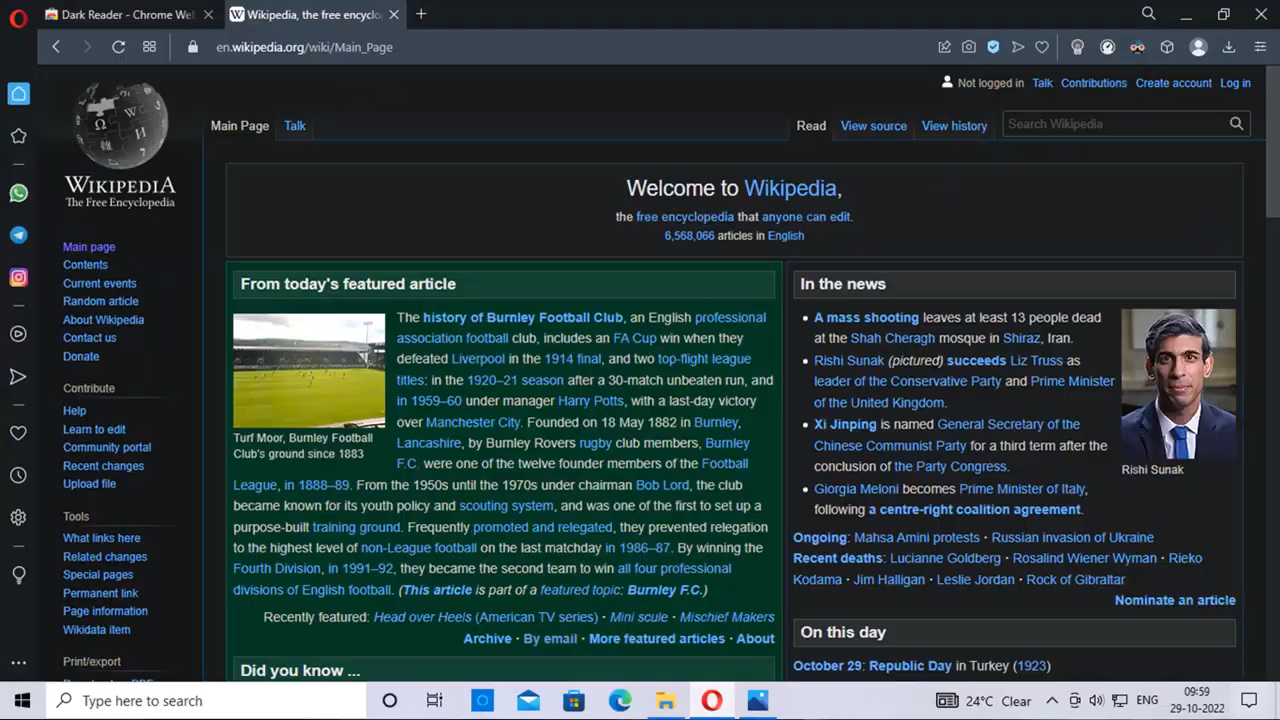 Dark Reader - Chrome We
Wikipedia, the free encyclo
en.wikipedia.org/wiki/Main_Page
Not logged in Talk Contributions Create account Log in
Main Page Talk Read View source View history Search Wikipedia
WIKIPEDIA
The Free Encyclopedia
Main page
Contents
Current events
Random article
About Wikipedia
Contact us
Donate
Contribute
Help
Learn to edit
Community portal
Recent changes
Upload file
Tools
What links here
Related changes
Special pages
Permanent link
Page information
Wikidata item
Print/export
Welcome to Wikipedia,
the free encyclopedia that anyone can edit.
6,568,066 articles in English
From today's featured article
The history of Burnley Football Club, an English professional
association football club, includes an FA Cup win when they
defeated Liverpool in the 1914 final, and two top-flight league
titles: in the 1920–21 season after a 30-match unbeaten run, and
in 1959–60 under manager Harry Potts, with a last-day victory
over Manchester City. Founded on 18 May 1882 in Burnley,
Lancashire, by Burnley Rovers rugby club members, Burnley
F.C. were one of the twelve founder members of the Football
League, in 1888–89. From the 1950s until the 1970s under chairman Bob Lord, the club
became known for its youth policy and scouting system, and was one of the first to set up a
purpose-built training ground. Frequently promoted and relegated, they prevented relegation
to the highest level of non-League football on the last matchday in 1986–87. By winning the
Fourth Division, in 1991–92, they became the second team to win all four professional
divisions of English football. (This article is part of a featured topic: Burnley F.C.)
Turf Moor, Burnley Football
Club's ground since 1883
Recently featured: Head over Heels (American TV series) · Mini scule · Mischief Makers
Archive · By email · More featured articles · About
Did you know ...
In the news
A mass shooting leaves at least 13 people dead
at the Shah Cheragh mosque in Shiraz, Iran.
Rishi Sunak (pictured) succeeds Liz Truss as
leader of the Conservative Party and Prime Minister
of the United Kingdom.
Xi Jinping is named General Secretary of the
Chinese Communist Party for a third term after the
conclusion of the Party Congress.
Giorgia Meloni becomes Prime Minister of Italy,
following a centre-right coalition agreement.
Rishi Sunak
Ongoing: Mahsa Amini protests · Russian invasion of Ukraine
Recent deaths: Lucianne Goldberg · Rosalind Wiener Wyman · Rieko
Kodama · Jim Halligan · Leslie Jordan · Rock of Gibraltar
Nominate an article
On this day
October 29: Republic Day in Turkey (1923)
Type here to search
24°C Clear
ENG
09:59
29-10-2022